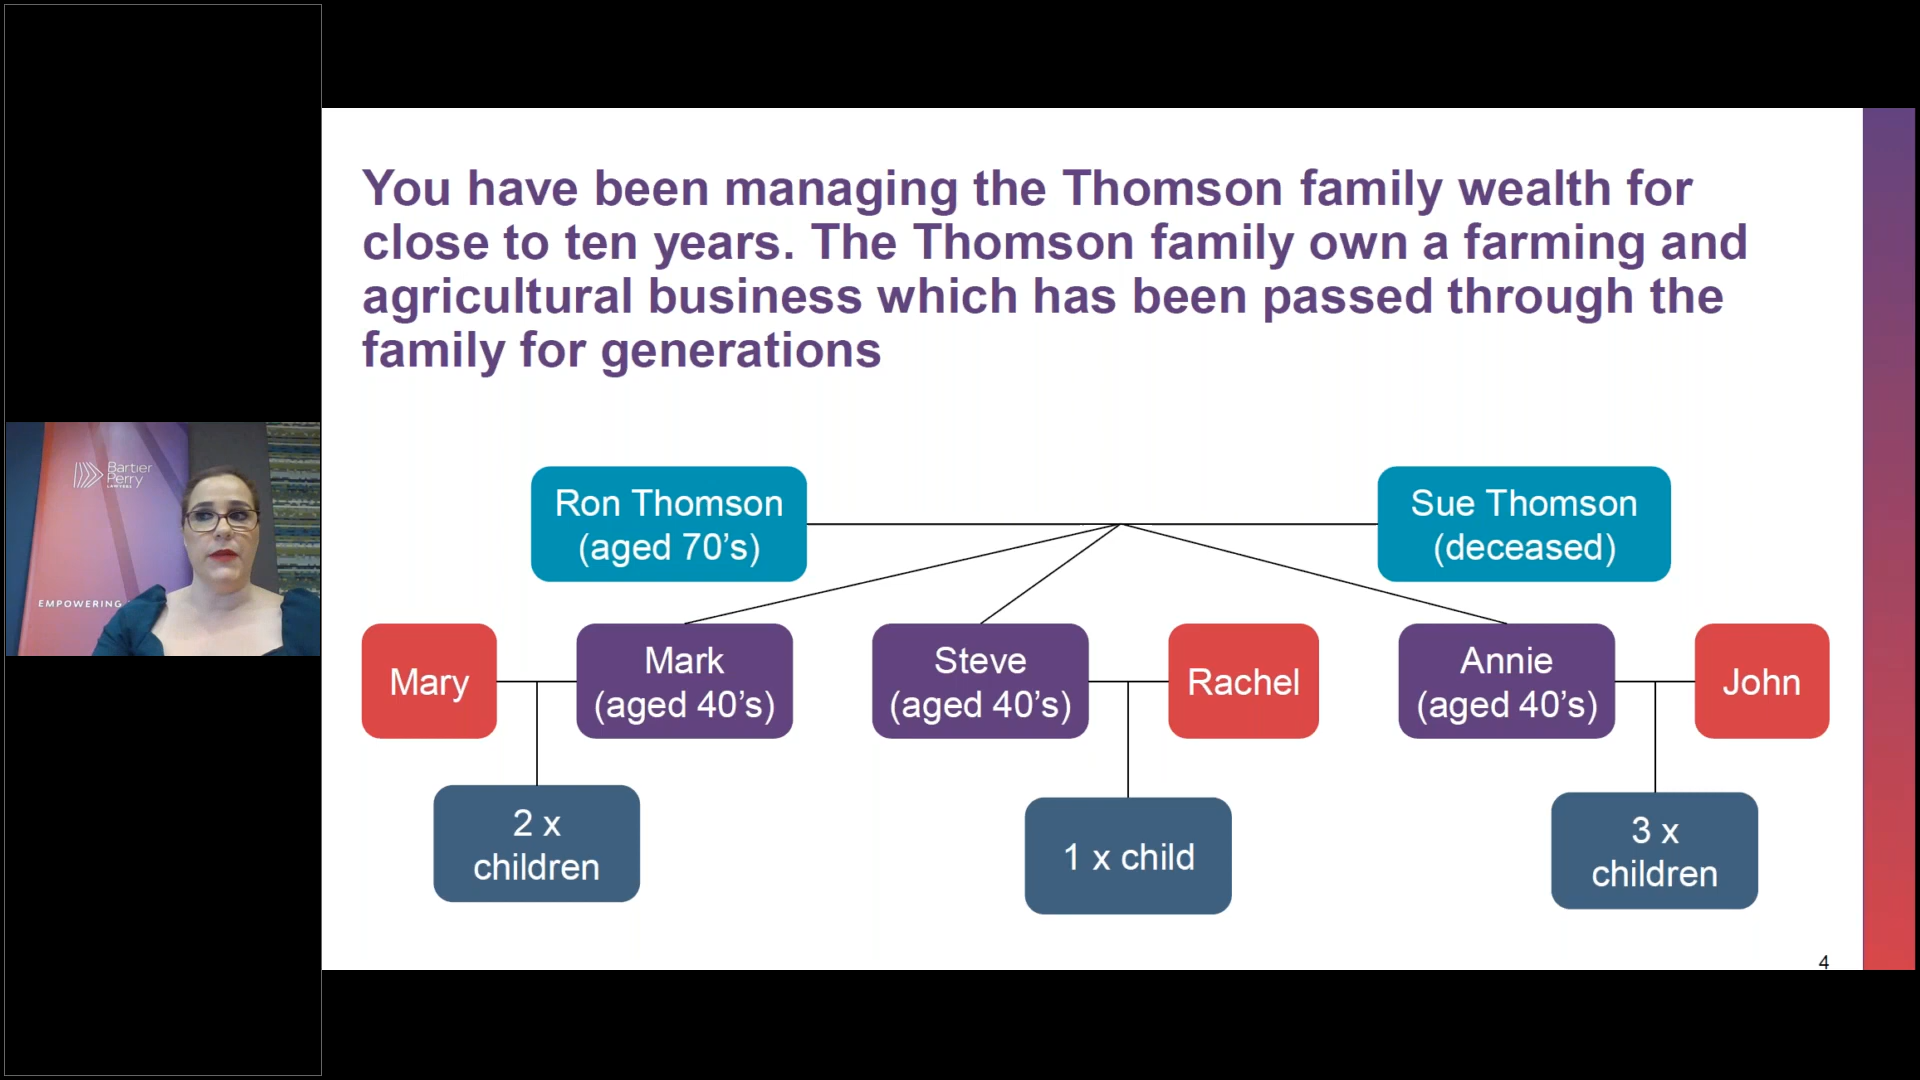 You have been managing the Thomson family wealth for
close to ten years. The Thomson family own a farming and
agricultural business which has been passed through the
family for generations
Ron Thomson
(aged 70’s)
Sue Thomson
(deceased)
Mary
Mark
(aged 40’s)
Steve
(aged 40’s)
Rachel
Annie
(aged 40’s)
John
2 x
children
1 x child
3 x
children
4
Bartier
Perry
LAWYERS
EMPOWERING